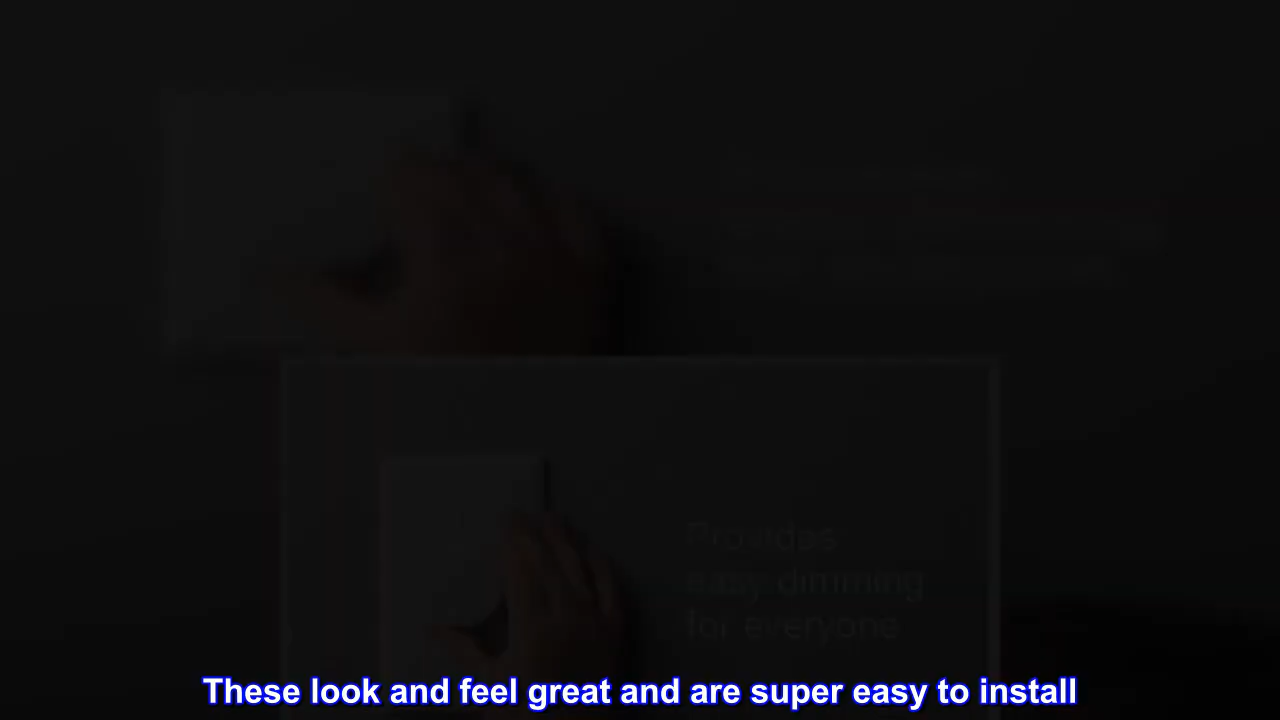 Provides
easy dimming
for everyone
These look and feel great and are super easy to install